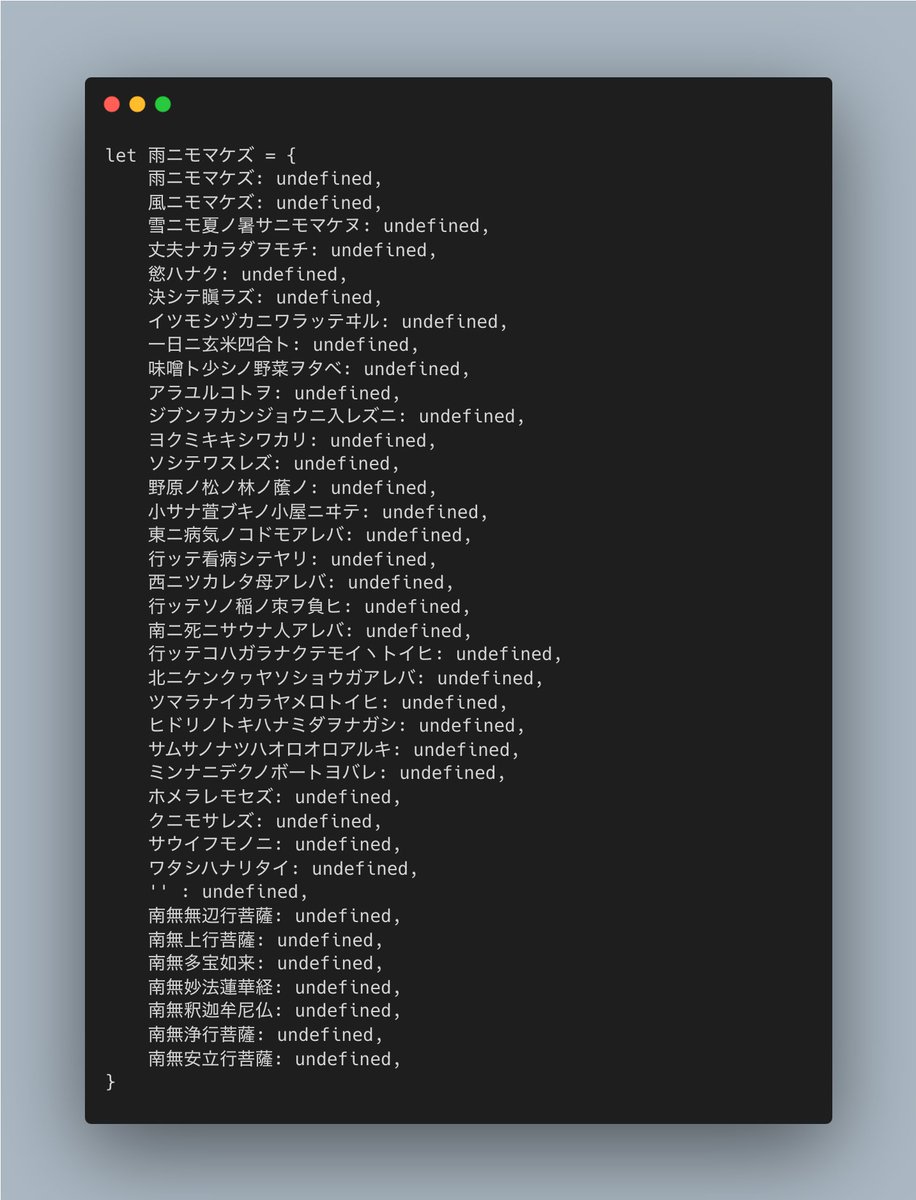 let 雨ニモマケズ = {
雨ニモマケズ: undefined,
風ニモマケズ: undefined,
雪ニモ夏ノ暑サニモマケヌ: undefined,
丈夫ナカラダヲモチ: undefined,
慾ハナク: undefined,
決シテ瞋ラズ: undefined,
イツモシヅカニワラッテヰル: undefined,
一日ニ玄米四合ト: undefined,
味噌ト少シノ野菜ヲタベ: undefined,
アラユルコトヲ: undefined,
ジブンヲカンジョウニ入レズニ: undefined,
ヨクミキキシワカリ: undefined,
ソシテワスレズ: undefined,
野原ノ松ノ林ノ蔭ノ: undefined,
小サナ萓ブキノ小屋ニヰテ: undefined,
東ニ病気ノコドモアレバ: undefined,
行ッテ看病シテヤリ: undefined,
西ニツカレタ母アレバ: undefined,
行ッテソノ稲ノ朿ヲ負ヒ: undefined,
南ニ死ニサウナ人アレバ: undefined,
行ッテコハガラナクテモイヽトイヒ: undefined,
北ニケンクヮヤソショウガアレバ: undefined,
ツマラナイカラヤメロトイヒ: undefined,
ヒドリノトキハナミダヲナガシ: undefined,
サムサノナツハオロオロアルキ: undefined,
ミンナニデクノボートヨバレ: undefined,
ホメラレモセズ: undefined,
クニモサレズ: undefined,
サウイフモノニ: undefined,
ワタシハナリタイ: undefined,
'' : undefined,
南無無辺行菩薩: undefined,
南無上行菩薩: undefined,
南無多宝如来: undefined,
南無妙法蓮華経: undefined,
南無釈迦牟尼仏: undefined,
南無浄行菩薩: undefined,
南無安立行菩薩: undefined,
}